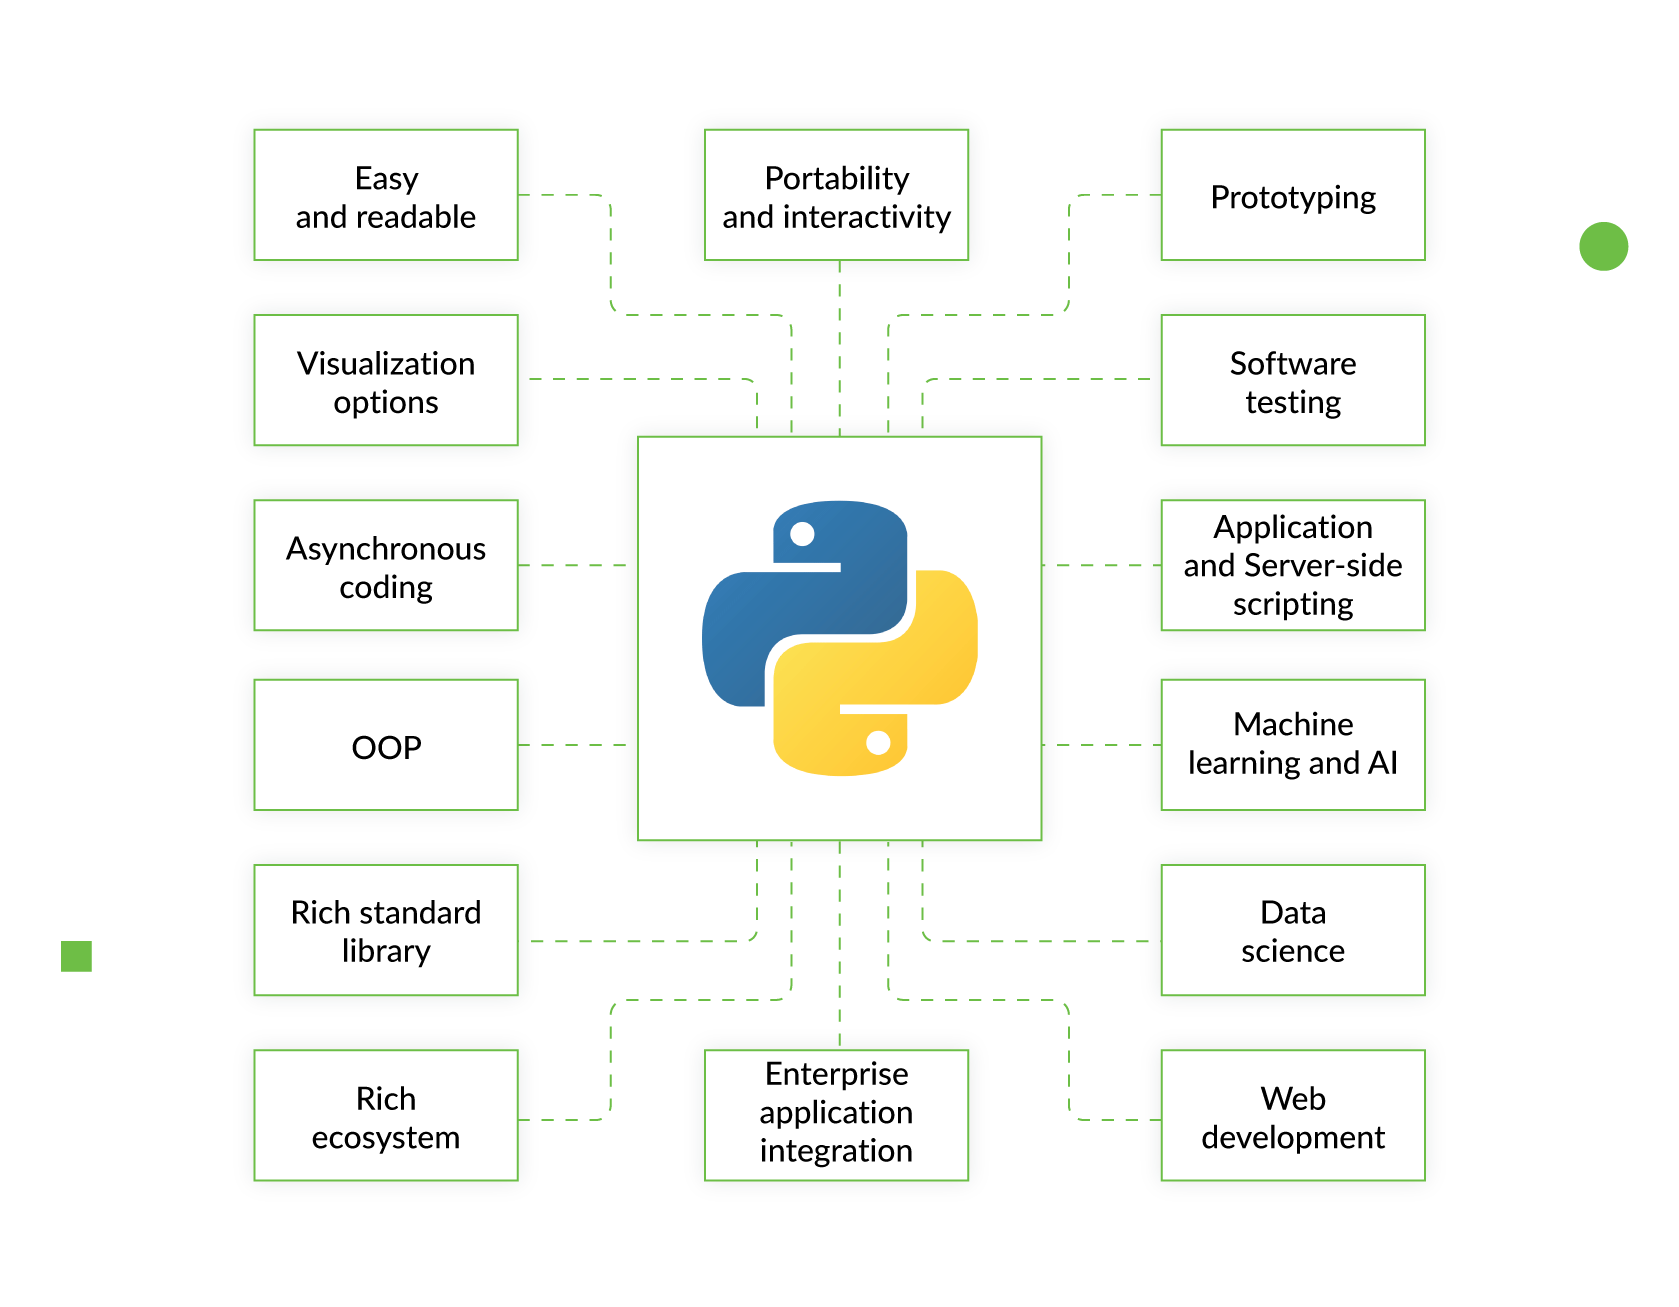 Easy
and readable
Portability
and interactivity
Prototyping
Visualization
options
Software
testing
Asynchronous
coding
Application
and Server-side
scripting
OOP
Machine
learning and AI
Rich standard
library
Data
science
Rich
ecosystem
Enterprise
application
integration
Web
development